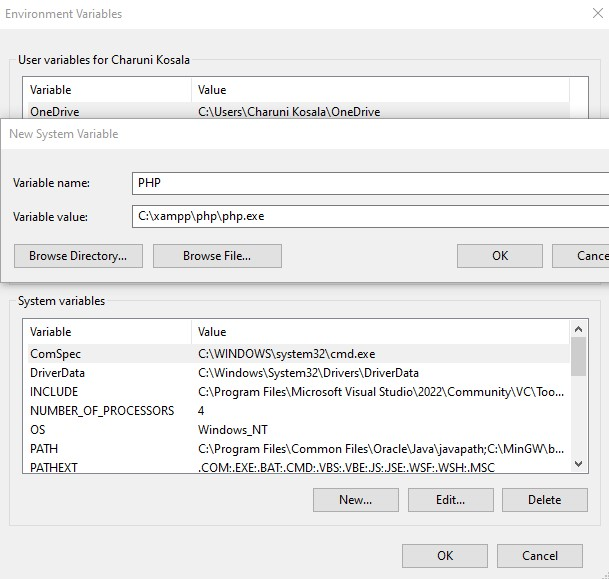 Environment Variables
User variables for Charuni Kosala
Variable Value
OneDrive C:\Users\Charuni Kosala\OneDrive
New System Variable
Variable name: PHP
Variable value: C:\xampp\php\php.exe
Browse Directory... Browse File... OK Cance
System variables
Variable Value
ComSpec C:\WINDOWS\system32\cmd.exe
DriverData C:\Windows\System32\Drivers\DriverData
INCLUDE C:\Program Files\Microsoft Visual Studio\2022\Community\VC\Too...
NUMBER_OF_PROCESSORS 4
OS Windows_NT
PATH C:\Program Files\Common Files\Oracle\Java\javapath;C:\MinGW\b...
PATHEXT .COM;.EXE;.BAT;.CMD;.VBS;.VBE;.JS;.JSE;.WSF;.WSH;.MSC
New... Edit... Delete
OK Cancel